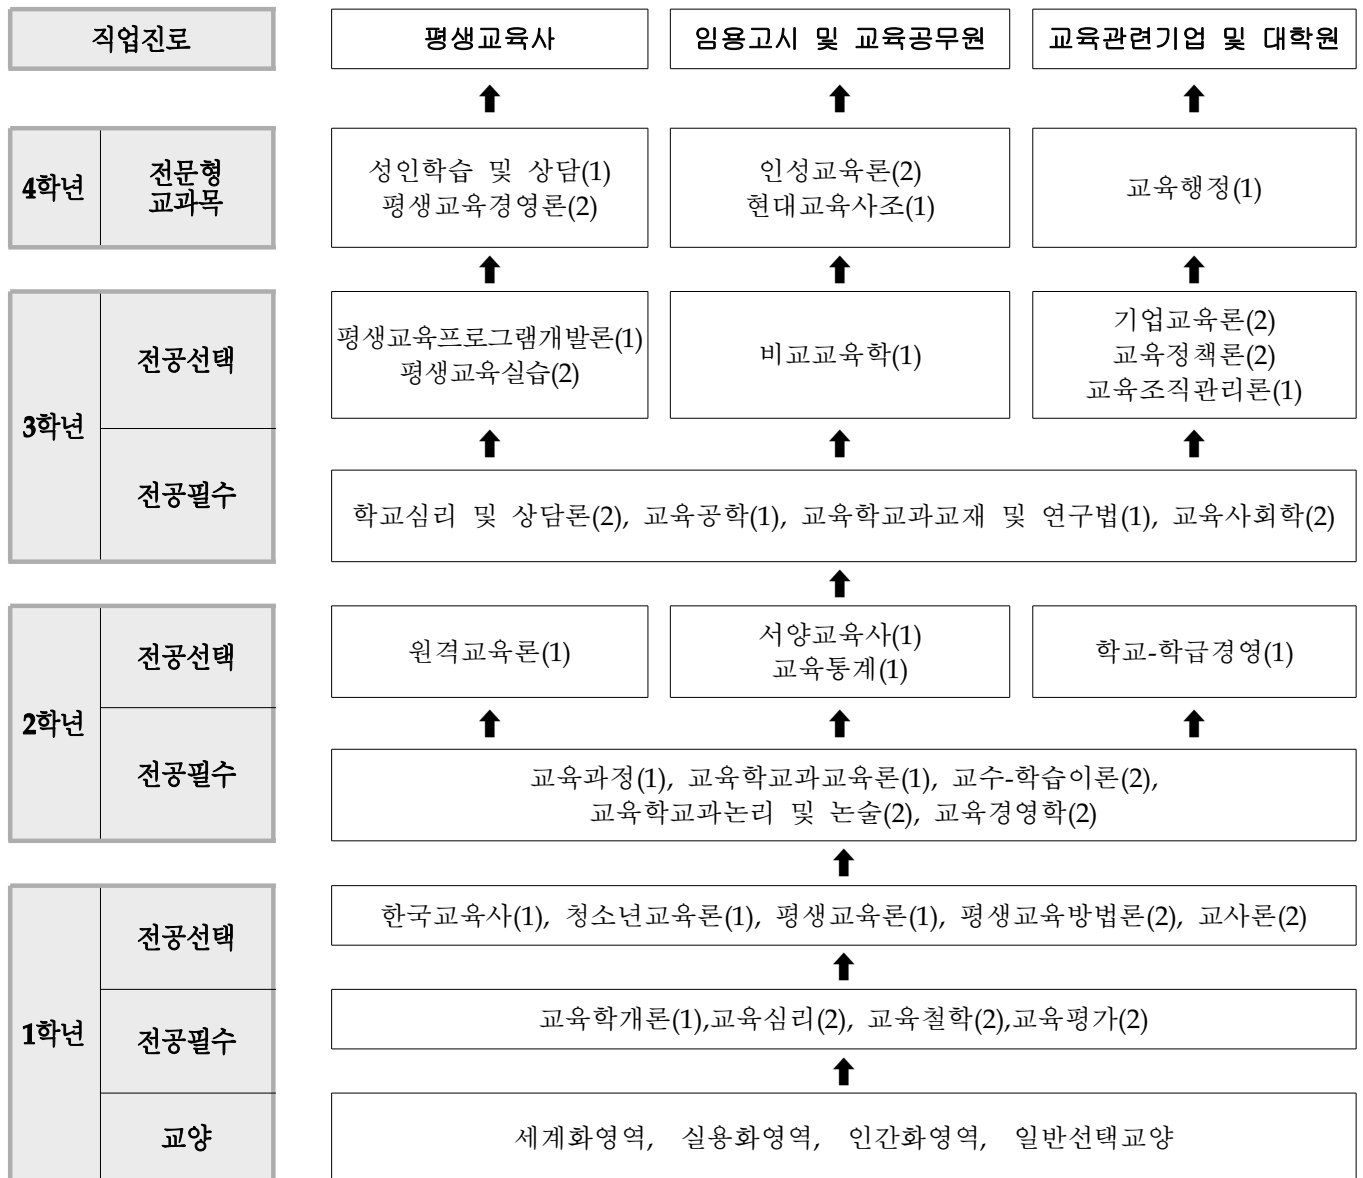 직업진로
평생교육사
임용고시 및 교육공무원
교육관련기업 및 대학원
4학년
전문형
교과목
성인학습 및 상담(1)
평생교육경영론(2)
인성교육론(2)
현대교육사조(1)
교육행정(1)
3학년
전공선택
평생교육프로그램개발론(1)
평생교육실습(2)
비교교육학(1)
기업교육론(2)
교육정책론(2)
교육조직관리론(1)
전공필수
학교심리 및 상담론(2), 교육공학(1), 교육학교과교재 및 연구법(1), 교육사회학(2)
2학년
전공선택
원격교육론(1)
서양교육사(1)
교육통계(1)
학교-학급경영(1)
전공필수
교육과정(1), 교육학교과교육론(1), 교수-학습이론(2),
교육학교과논리 및 논술(2), 교육경영학(2)
1학년
전공선택
한국교육사(1), 청소년교육론(1), 평생교육론(1), 평생교육방법론(2), 교사론(2)
전공필수
교육학개론(1),교육심리(2), 교육철학(2),교육평가(2)
교양
세계화영역, 실용화영역, 인간화영역, 일반선택교양